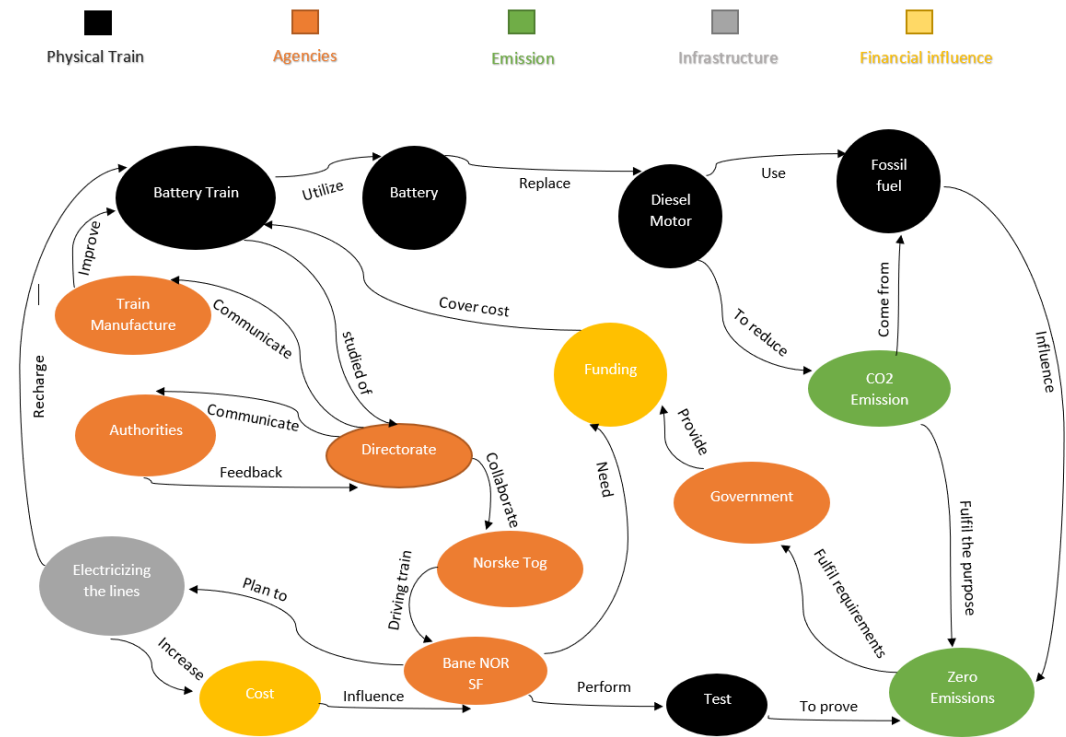 Physical Train
Agencies
Emission
Infrastructure
Financial influence
Battery Train
Utilize
Battery
Replace
Diesel
Motor
Use
Fossil
fuel
Improve
Train
Manufacture
Communicate
studied of
Cover cost
Funding
To reduce
Come from
CO2
Emission
Influence
Recharge
Authorities
Communicate
Feedback
Directorate
Collaborate
Need
Provide
Government
Fulfil the purpose
Electricizing
the lines
Plan to
Driving train
Norske Tog
Fulfil requirements
Increase
Cost
Influence
Bane NOR
SF
Perform
Test
To prove
Zero
Emissions